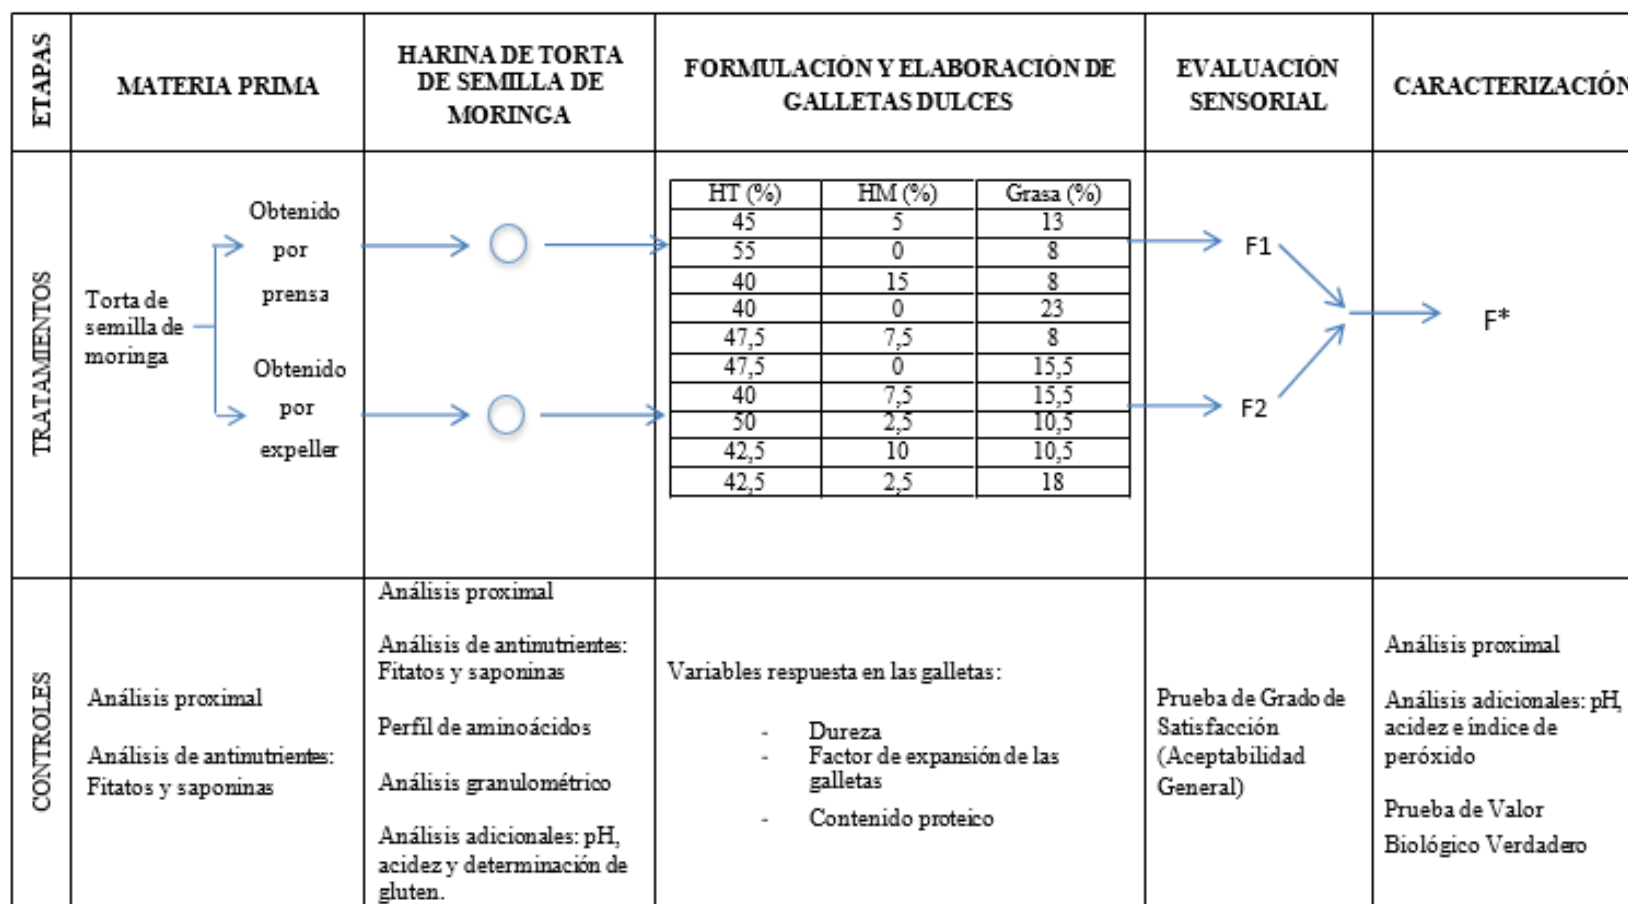 ETAPAS
MATERIA PRIMA
HARINA DE TORTA
DE SEMILLA DE
MORINGA
FORMULACIÓN Y ELABORACIÓN DE
GALLETAS DULCES
EVALUACIÓN
SENSORIAL
CARACTERIZACIÓN
TRATAMIENTOS
Torta de
semilla de
moringa
Obtenido
por
prensa
Obtenido
por
expeller
HT (%) HM (%) Grasa (%)
45 5 13
55 0 8
40 15 8
40 0 23
47,5 7,5 8
47,5 0 15,5
40 7,5 15,5
50 2,5 10,5
42,5 10 10,5
42,5 2,5 18
F1
F2
F*
CONTROLES
Análisis proximal
Análisis de antinutrientes:
Fitatos y saponinas
Análisis proximal
Análisis de antinutrientes:
Fitatos y saponinas
Perfil de aminoácidos
Análisis granulométrico
Análisis adicionales: pH,
acidez y determinación de
gluten.
Variables respuesta en las galletas:
- Dureza
- Factor de expansión de las
galletas
- Contenido proteico
Prueba de Grado de
Satisfacción
(Aceptabilidad
General)
Análisis proximal
Análisis adicionales: pH,
acidez e índice de
peróxido
Prueba de Valor
Biológico Verdadero